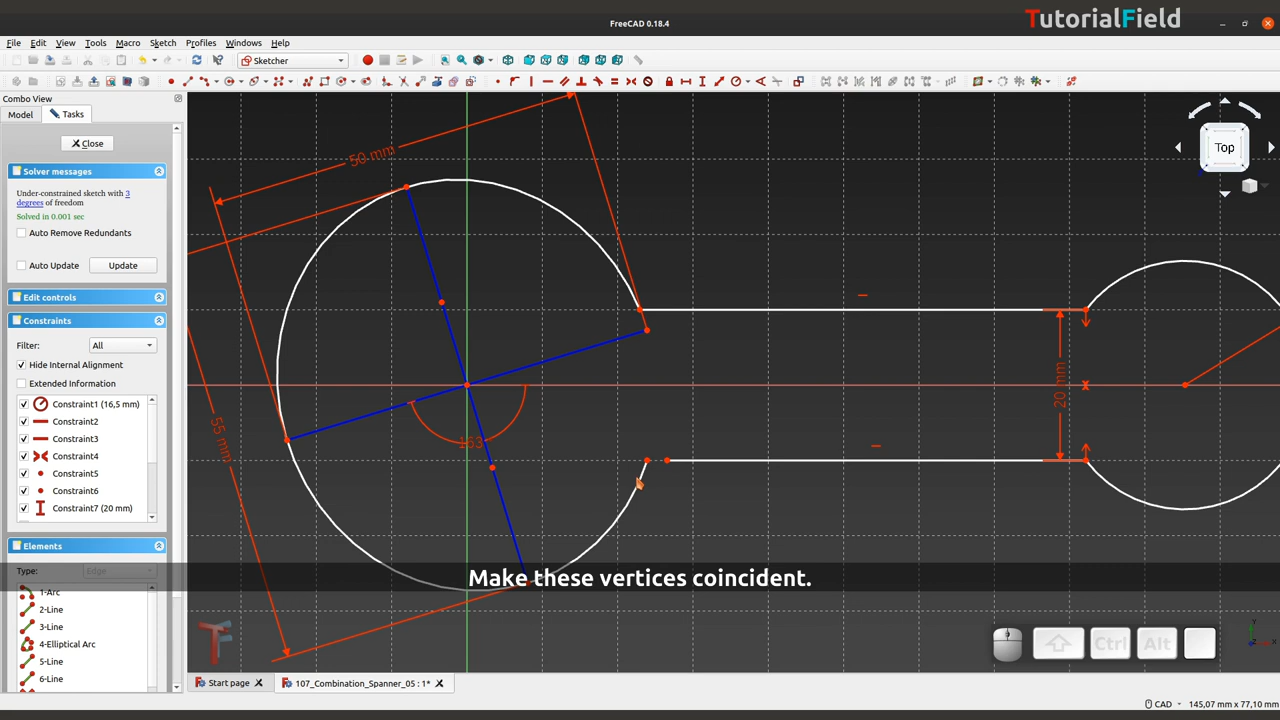 FreeCAD 0.18.4
TutorialField
File Edit View Tools Macro Sketch Profiles Windows Help
Sketcher
Combo View
Model Tasks
Close
Solver messages
Under-constrained sketch with 3
degrees of freedom
Solved in 0.001 sec
Auto Remove Redundants
Auto Update Update
Edit controls
Constraints
Filter: All
Hide Internal Alignment
Extended Information
Constraint1 (16,5 mm)
Constraint2
Constraint3
Constraint4
Constraint5
Constraint6
Constraint7 (20 mm)
Elements
Type: Edge
1-Arc
2-Line
3-Line
4-Elliptical Arc
5-Line
6-Line
50 mm
55 mm
163
20 mm
Top
Make these vertices coincident.
Ctrl Alt
Start page 107_Combination_Spanner_05 : 1*
CAD 145,07 mm x 77,10 mm